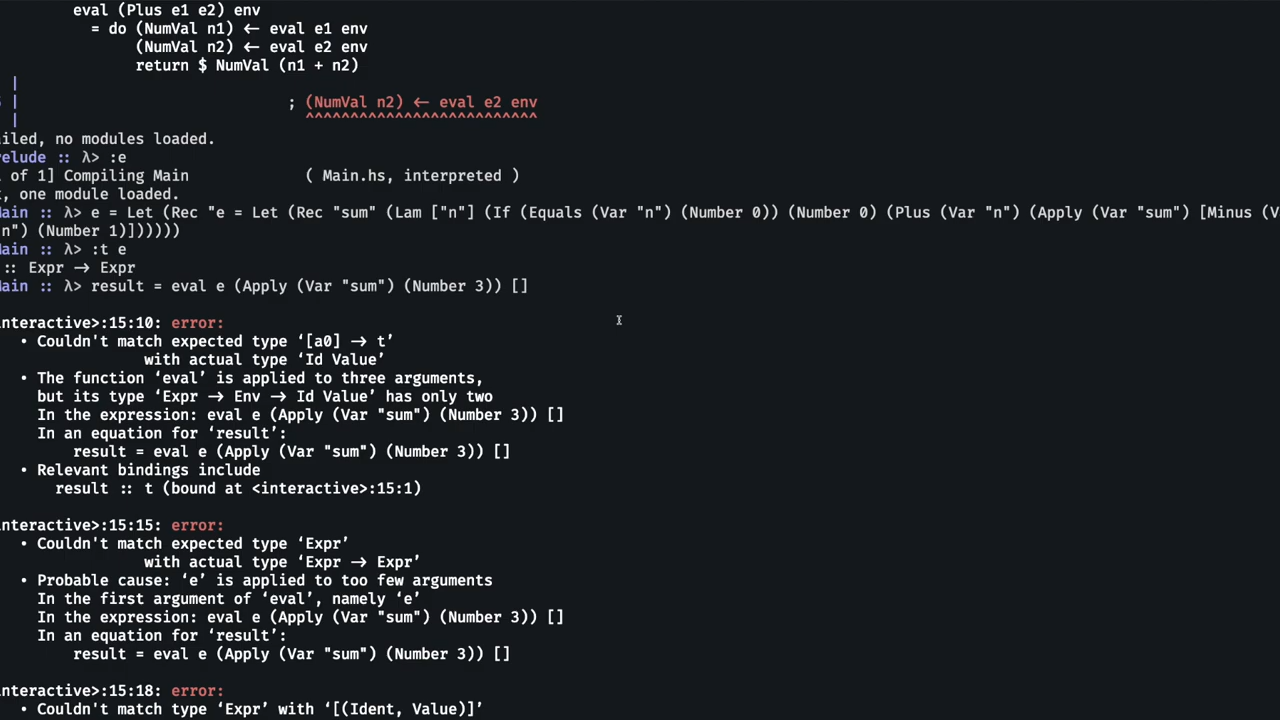 eval (Plus e1 e2) env
= do (NumVal n1) <- eval e1 env
(NumVal n2) <- eval e2 env
return $ NumVal (n1 + n2)
|
|                         ; (NumVal n2) <- eval e2 env
|                           ^^^^^^^^^^^^^^^^^^^^^^^^^^
ailed, no modules loaded.
relude :: λ> :e
of 1] Compiling Main             ( Main.hs, interpreted )
, one module loaded.
Main :: λ> e = Let (Rec "e = Let (Rec "sum" (Lam ["n"] (If (Equals (Var "n") (Number 0)) (Number 0) (Plus (Var "n") (Apply (Var "sum") [Minus (V
n") (Number 1)])))))
Main :: λ> :t e
:: Expr -> Expr
Main :: λ> result = eval e (Apply (Var "sum") (Number 3)) []
interactive>:15:10: error:
• Couldn't match expected type ‘[a0] -> t’
with actual type ‘Id Value’
• The function ‘eval’ is applied to three arguments,
but its type ‘Expr -> Env -> Id Value’ has only two
In the expression: eval e (Apply (Var "sum") (Number 3)) []
In an equation for ‘result’:
result = eval e (Apply (Var "sum") (Number 3)) []
• Relevant bindings include
result :: t (bound at <interactive>:15:1)
interactive>:15:15: error:
• Couldn't match expected type ‘Expr’
with actual type ‘Expr -> Expr’
• Probable cause: ‘e’ is applied to too few arguments
In the first argument of ‘eval’, namely ‘e’
In the expression: eval e (Apply (Var "sum") (Number 3)) []
In an equation for ‘result’:
result = eval e (Apply (Var "sum") (Number 3)) []
interactive>:15:18: error:
• Couldn't match type ‘Expr’ with ‘[(Ident, Value)]’